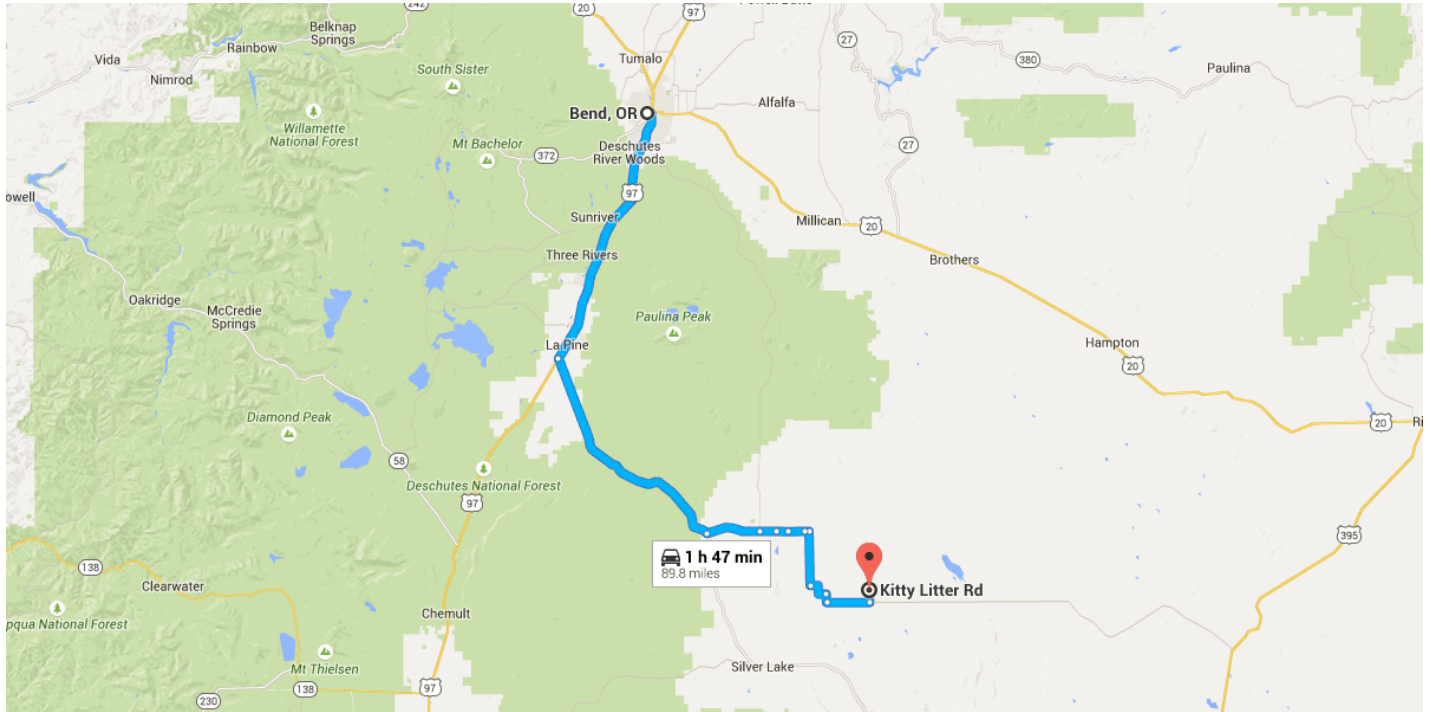 242
20
97
Belknap
Springs
Rainbow
Vida
Nimrod
Tumalo
27
380
Paulina
South Sister
Alfalfa
Bend, OR
Willamette
National Forest
Mt Bachelor
372
Deschutes
River Woods
27
97
Sunriver
Millican
20
Three Rivers
Brothers
Oakridge
McCredie
Springs
Paulina Peak
La Pine
Hampton
20
Diamond Peak
20
58
Deschutes National Forest
97
395
1 h 47 min
89.8 miles
138
Clearwater
Kitty Litter Rd
Chemult
National Forest
Mt Thielsen
Silver Lake
138
97
230